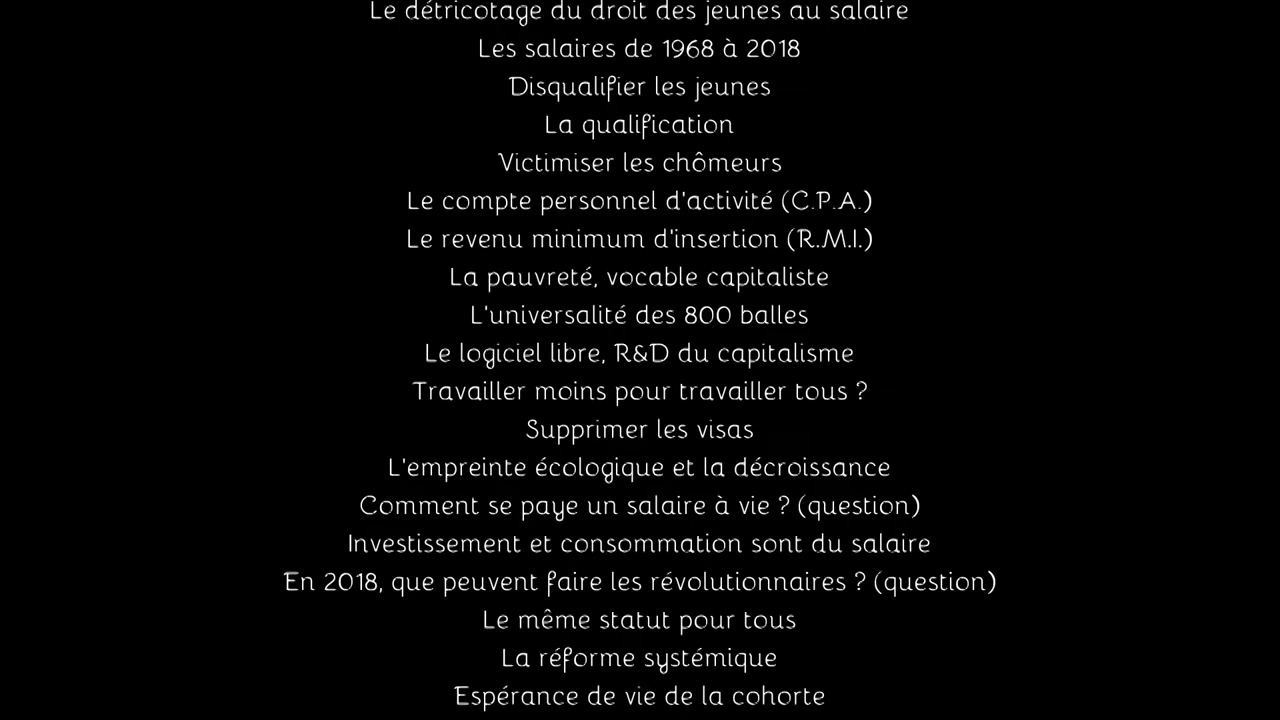 Le détricotage du droit des jeunes au salaire
Les salaires de 1968 à 2018
Disqualifier les jeunes
La qualification
Victimiser les chômeurs
Le compte personnel d'activité (C.P.A.)
Le revenu minimum d'insertion (R.M.I.)
La pauvreté, vocable capitaliste
L'universalité des 800 balles
Le logiciel libre, R&D du capitalisme
Travailler moins pour travailler tous ?
Supprimer les visas
L'empreinte écologique et la décroissance
Comment se paye un salaire à vie ? (question)
Investissement et consommation sont du salaire
En 2018, que peuvent faire les révolutionnaires ? (question)
Le même statut pour tous
La réforme systémique
Espérance de vie de la cohorte